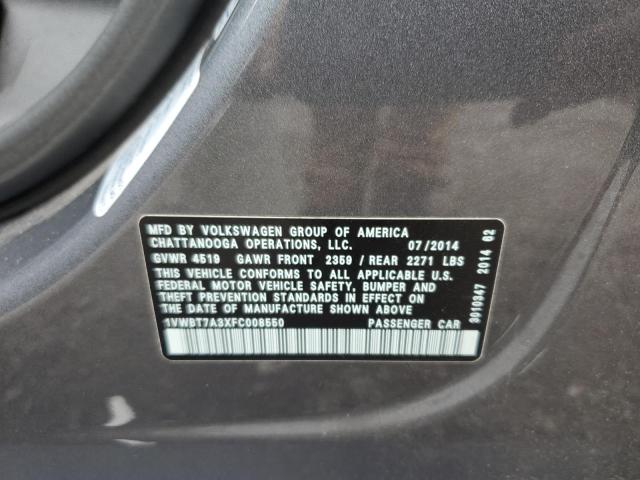 MFD BY VOLKSWAGEN GROUP OF AMERICA
CHATTANOOGA OPERATIONS, LLC. 07/2014
GVWR 4519 GAWR FRONT 2359 / REAR 2271 LBS
THIS VEHICLE CONFORMS TO ALL APPLICABLE U.S.
FEDERAL MOTOR VEHICLE SAFETY, BUMPER AND
THEFT PREVENTION STANDARDS IN EFFECT ON
THE DATE OF MANUFACTURE SHOWN ABOVE
1VWBT7A3XFC008550 PASSENGER CAR
3010347 2014 02